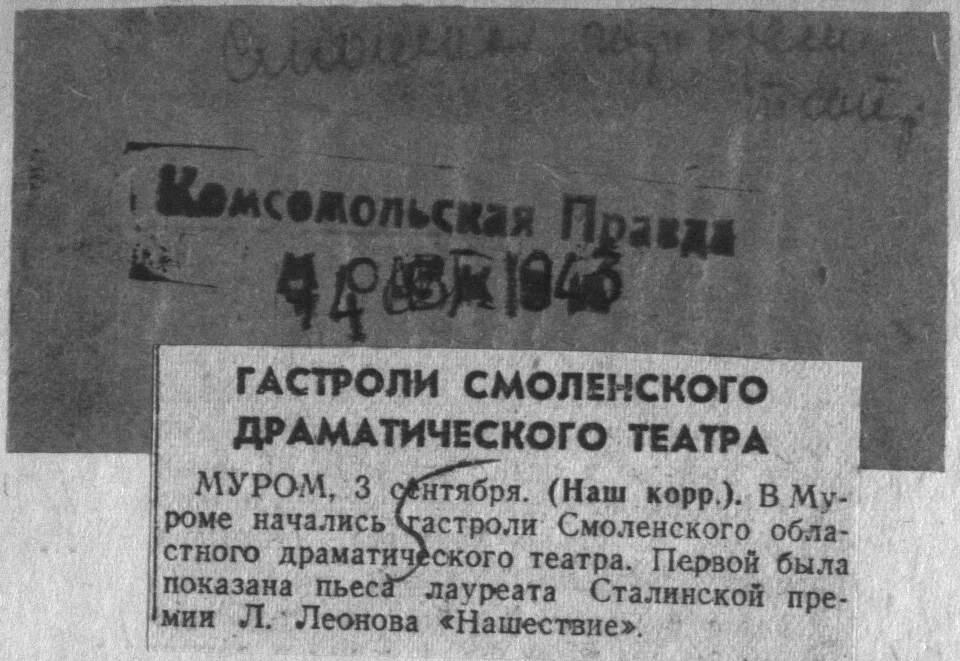 Комсомольская Правда
1943
ГАСТРОЛИ СМОЛЕНСКОГО
ДРАМАТИЧЕСКОГО ТЕАТРА
МУРОМ, 3 сентября. (Наш корр.). В Му-
роме начались гастроли Смоленского обла-
стного драматического театра. Первой была
показана пьеса лауреата Сталинской пре-
мии Л. Леонова «Нашествие».